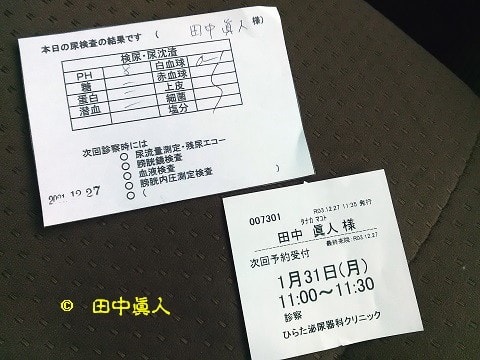 本日の尿検査の結果です ( 田中眞人 様)
検尿・尿沈渣
PH 白血球
糖 赤血球
蛋白 上皮
潜血 細菌
塩分
次回診察時には
○ 尿流量測定・残尿エコー
○ 膀胱鏡検査
○ 血液検査
○ 膀胱内圧測定検査
○ ( )
2021.12.27
007301 R03.12.27 11:35 発行
タナカ マコト
田中 眞人 様
最終来院:R03.12.27
次回予約受付
1月31日(月)
11:00～11:30
診察
ひらた泌尿器科クリニック
© 田中眞人